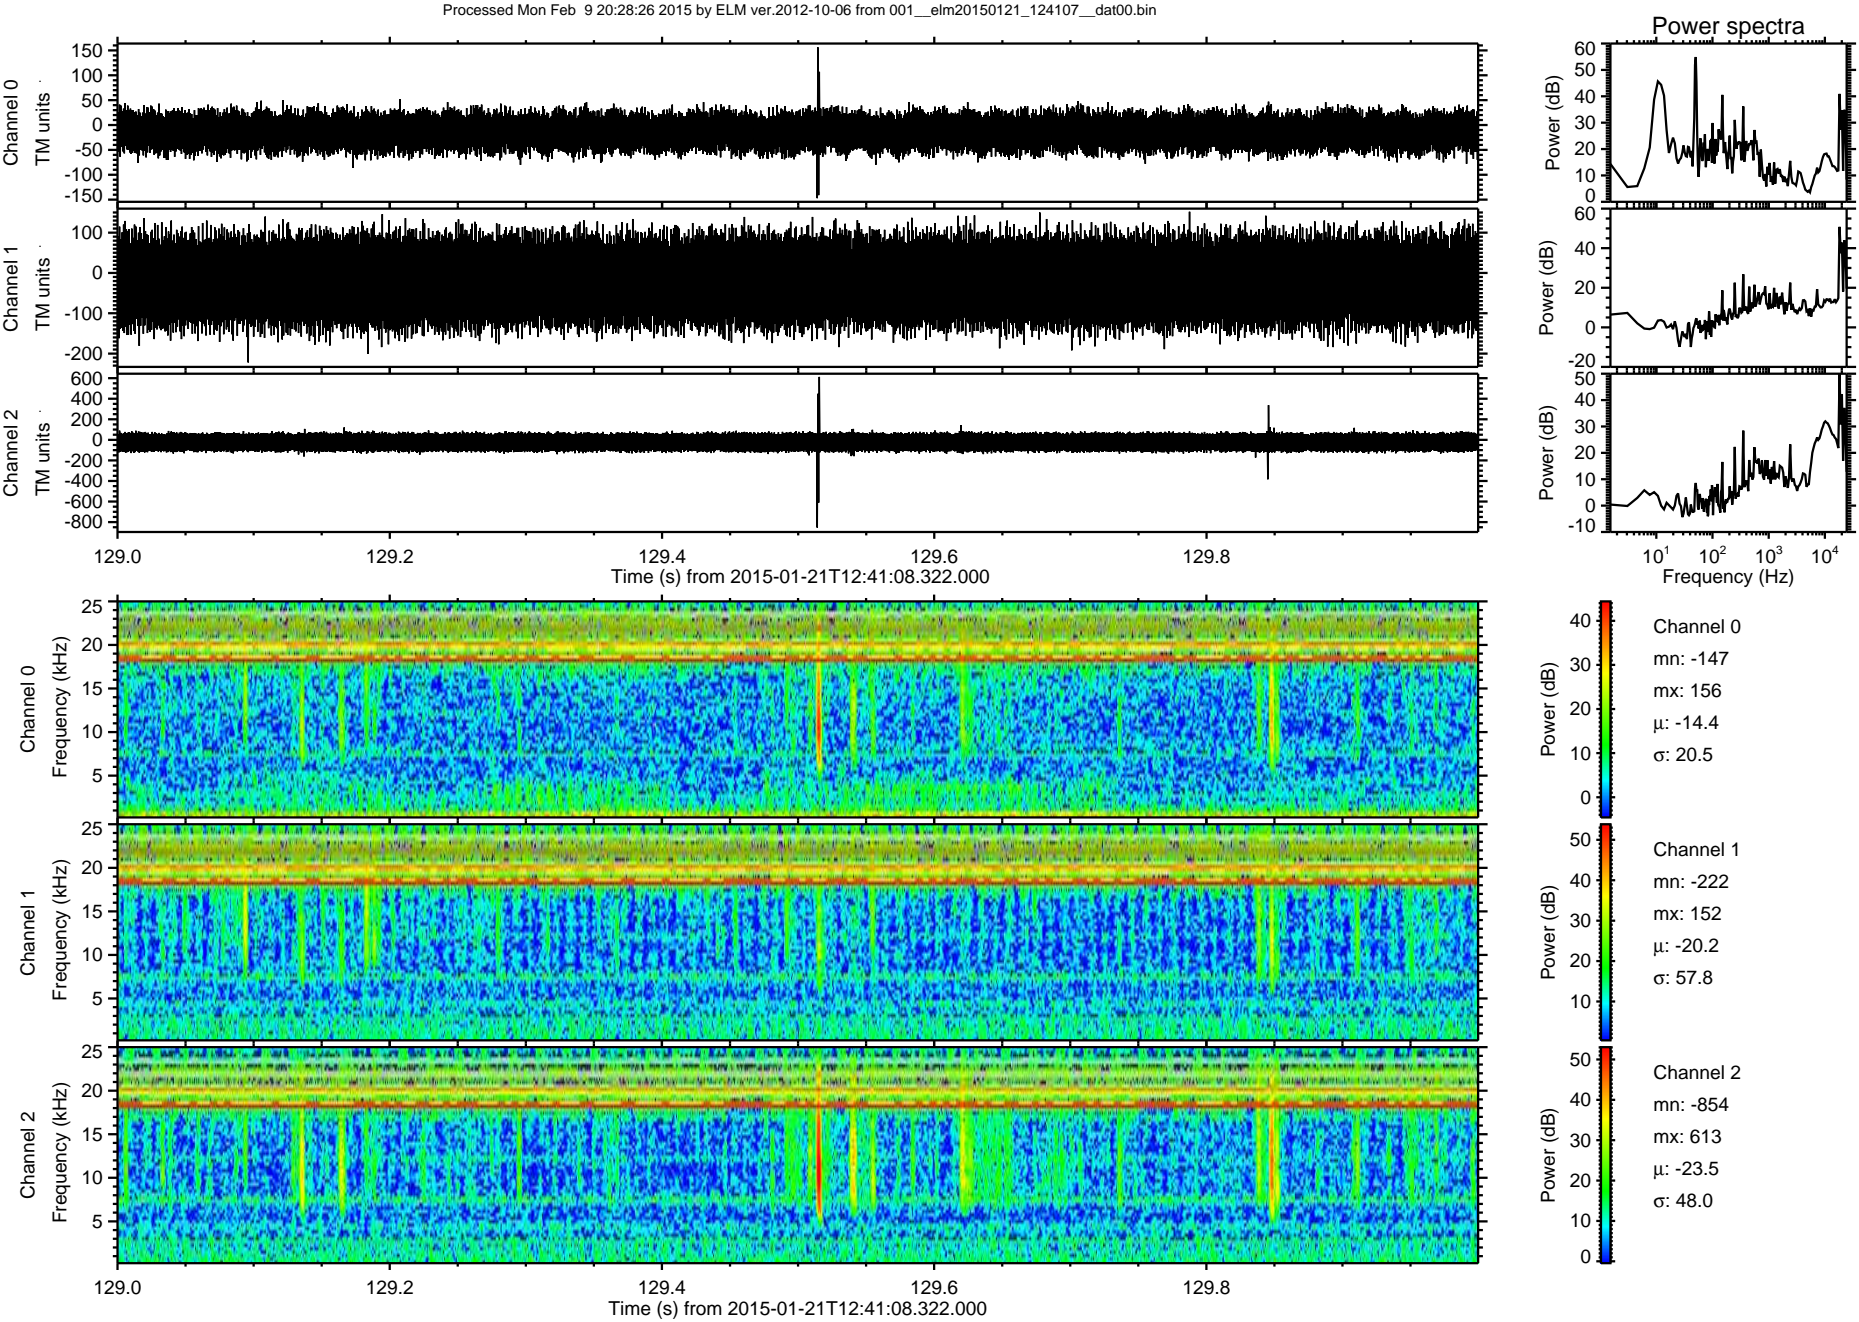 Processed Mon Feb  9 20:28:26 2015 by ELM ver.2012-10-06 from 001__elm20150121_124107__dat00.bin
Power spectra
Channel 0
TM units
150
100
50
0
-50
-100
-150
Power (dB)
60
50
40
30
20
10
0
Channel 1
TM units
100
0
-100
-200
Power (dB)
60
40
20
0
-20
Channel 2
TM units
600
400
200
0
-200
-400
-600
-800
Power (dB)
50
40
30
20
10
0
-10
129.0 129.2 129.4 129.6 129.8
Time (s) from 2015-01-21T12:41:08.322.000
10^1 10^2 10^3 10^4
Frequency (Hz)
Channel 0
Frequency (kHz)
25
20
15
10
5
Power (dB)
40
30
20
10
0
Channel 0
mn: -147
mx: 156
μ: -14.4
σ: 20.5
Channel 1
Frequency (kHz)
25
20
15
10
5
Power (dB)
50
40
30
20
10
Channel 1
mn: -222
mx: 152
μ: -20.2
σ: 57.8
Channel 2
Frequency (kHz)
25
20
15
10
5
Power (dB)
50
40
30
20
10
0
Channel 2
mn: -854
mx: 613
μ: -23.5
σ: 48.0
129.0 129.2 129.4 129.6 129.8
Time (s) from 2015-01-21T12:41:08.322.000